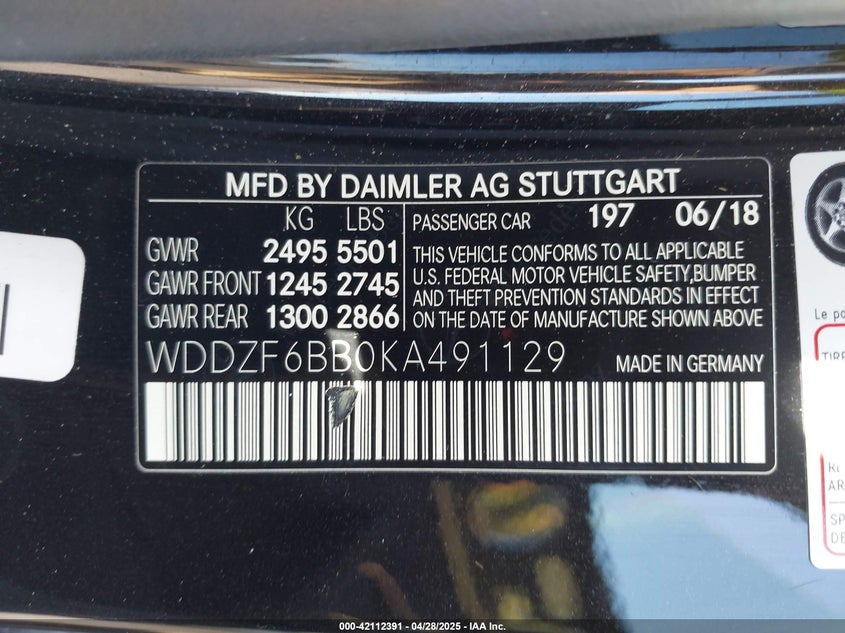 MFD BY DAIMLER AG STUTTGART
KG LBS
GVWR 2495 5501
GAWR FRONT 1245 2745
GAWR REAR 1300 2866
PASSENGER CAR 197 06/18
THIS VEHICLE CONFORMS TO ALL APPLICABLE
U.S. FEDERAL MOTOR VEHICLE SAFETY,BUMPER
AND THEFT PREVENTION STANDARDS IN EFFECT
ON THE DATE OF MANUFACTURE SHOWN ABOVE
WDDZF6BB0KA491129 MADE IN GERMANY
Le
SP
DE
000-42112391 - 04/28/2025 - IAA Inc.